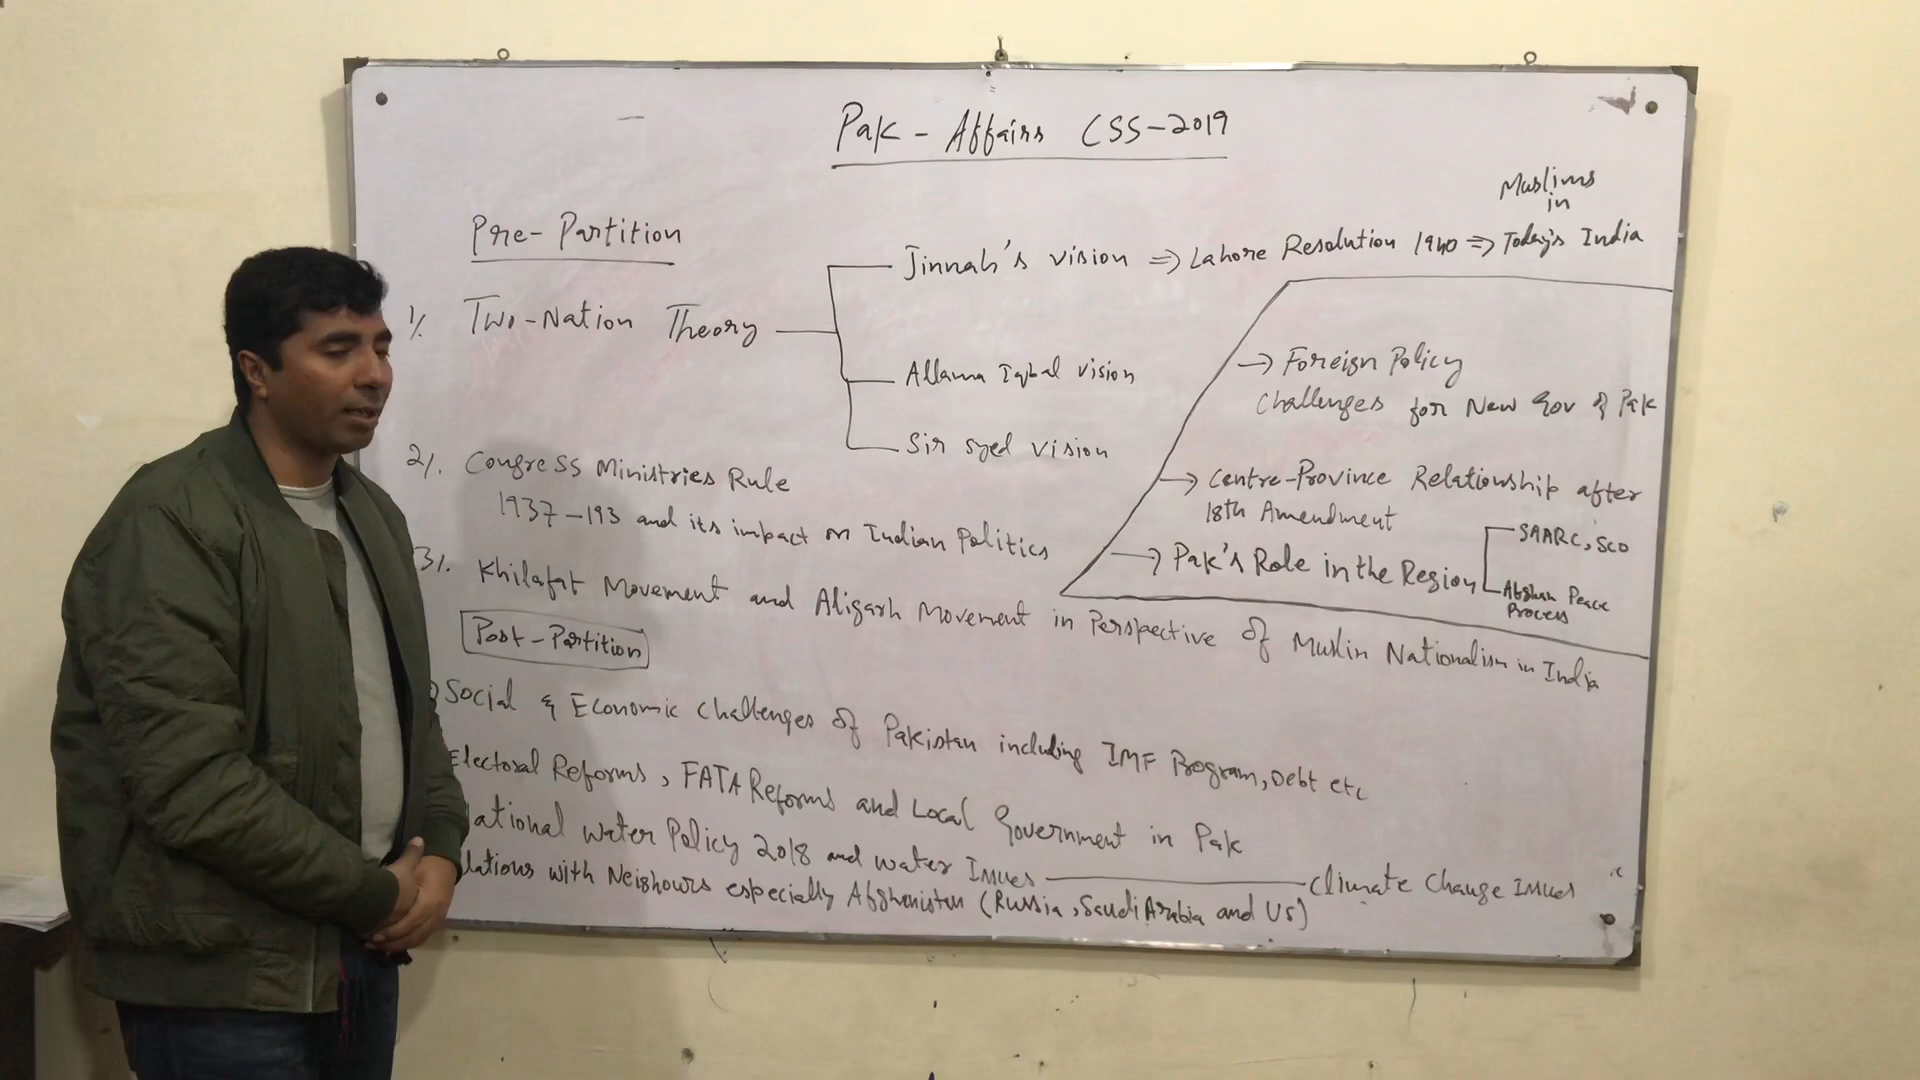 Pak - Affairs CSS-2019
Pre-Partition
1/. Two-Nation Theory
Jinnah's vision ⇒ Lahore Resolution 1940 ⇒ Today's India
Muslims
in
Allama Iqbal vision
Sir Syed vision
2/. Congress Ministries Rule
1937-193 and its impact on Indian Politics
3/. Khilafat Movement and Aligarh Movement in Perspective of Muslim Nationalism in India
→ Foreign Policy
Challenges for New Gov of Pak
→ Centre-Province Relationship after
18th Amendment
→ Pak's Role in the Region
SAARC, SCO
Afghan Peace
Process
Post-Partition
) Social & Economic Challenges of Pakistan including IMF Program, Debt etc
Electoral Reforms, FATA Reforms and Local Government in Pak
ational Water Policy 2018 and water Issues — Climate Change Issues
lations with Neighours especially Afghanistan (Russia, Saudi Arabia and US)